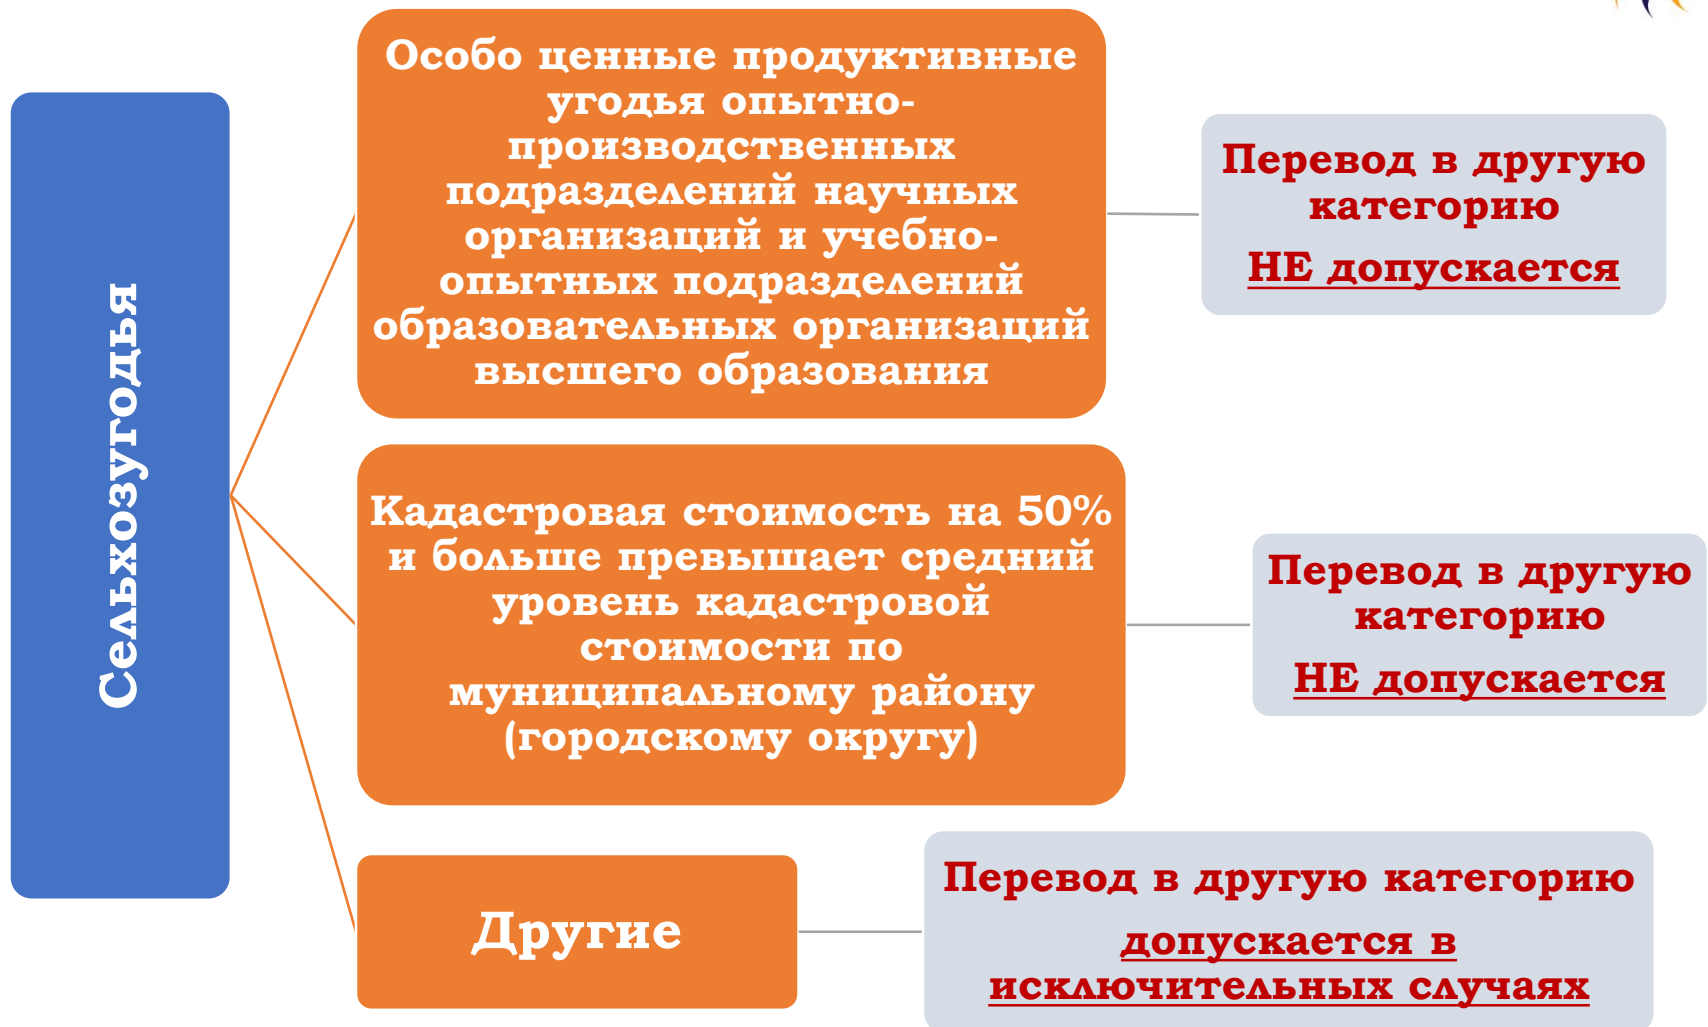 Сельхозугодья
Особо ценные продуктивные
угодья опытно-
производственных
подразделений научных
организаций и учебно-
опытных подразделений
образовательных организаций
высшего образования
Перевод в другую
категорию
НЕ допускается
Кадастровая стоимость на 50%
и больше превышает средний
уровень кадастровой
стоимости по
муниципальному району
(городскому округу)
Перевод в другую
категорию
НЕ допускается
Другие
Перевод в другую категорию
допускается в
исключительных случаях